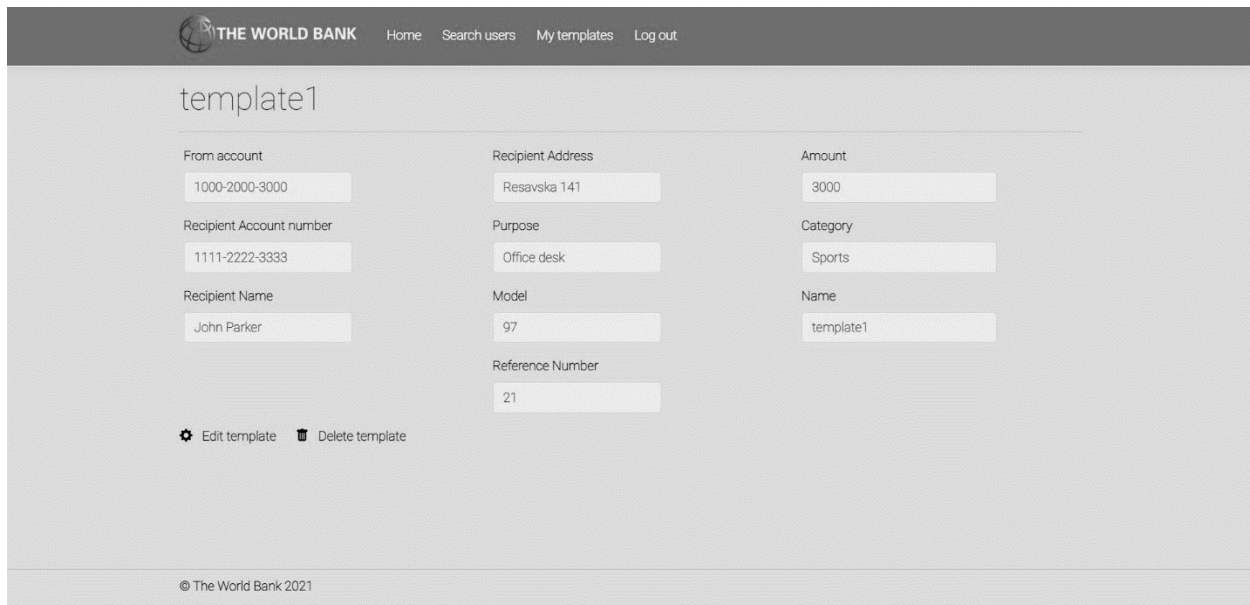 THE WORLD BANK Home Search users My templates Log out
template1
From account Recipient Address Amount
1000-2000-3000 Resavska 141 3000
Recipient Account number Purpose Category
1111-2222-3333 Office desk Sports
Recipient Name Model Name
John Parker 97 template1
Reference Number
21
Edit template Delete template
© The World Bank 2021